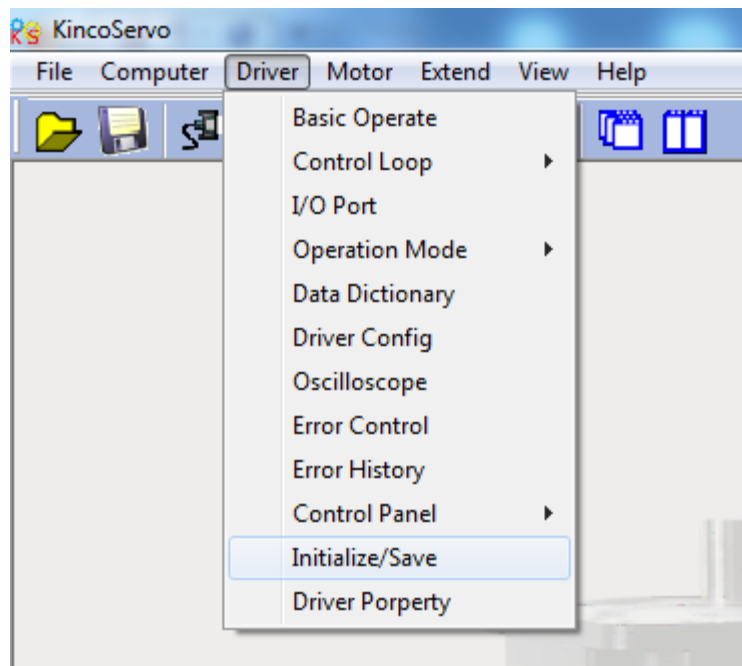 KincoServo
File Computer Driver Motor Extend View Help
Basic Operate
Control Loop
I/O Port
Operation Mode
Data Dictionary
Driver Config
Oscilloscope
Error Control
Error History
Control Panel
Initialize/Save
Driver Porperty